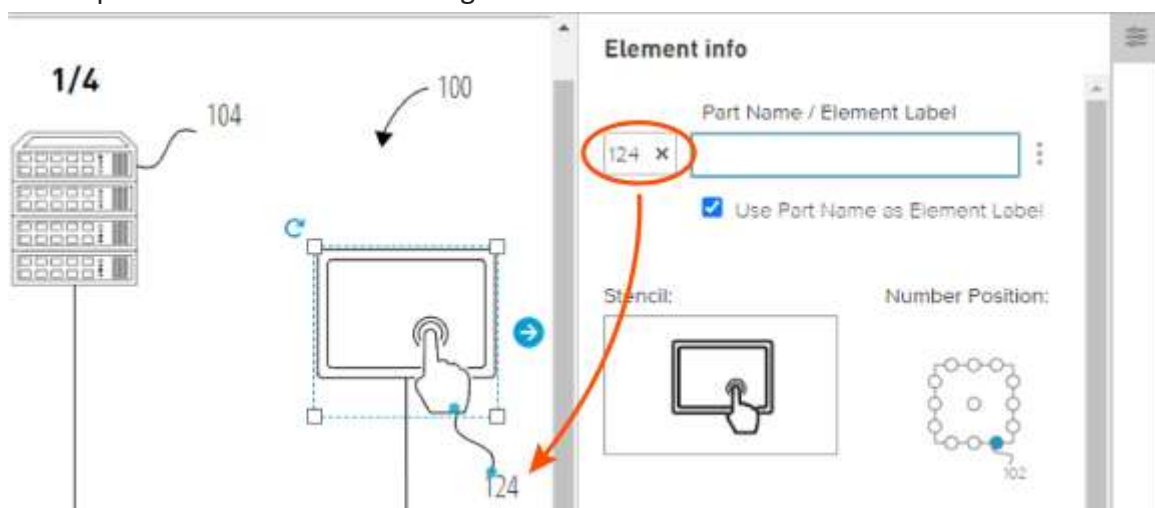 1/4
104
100
124
Element info
Part Name / Element Label
124 ×
Use Part Name as Element Label
Stencil:
Number Position:
102